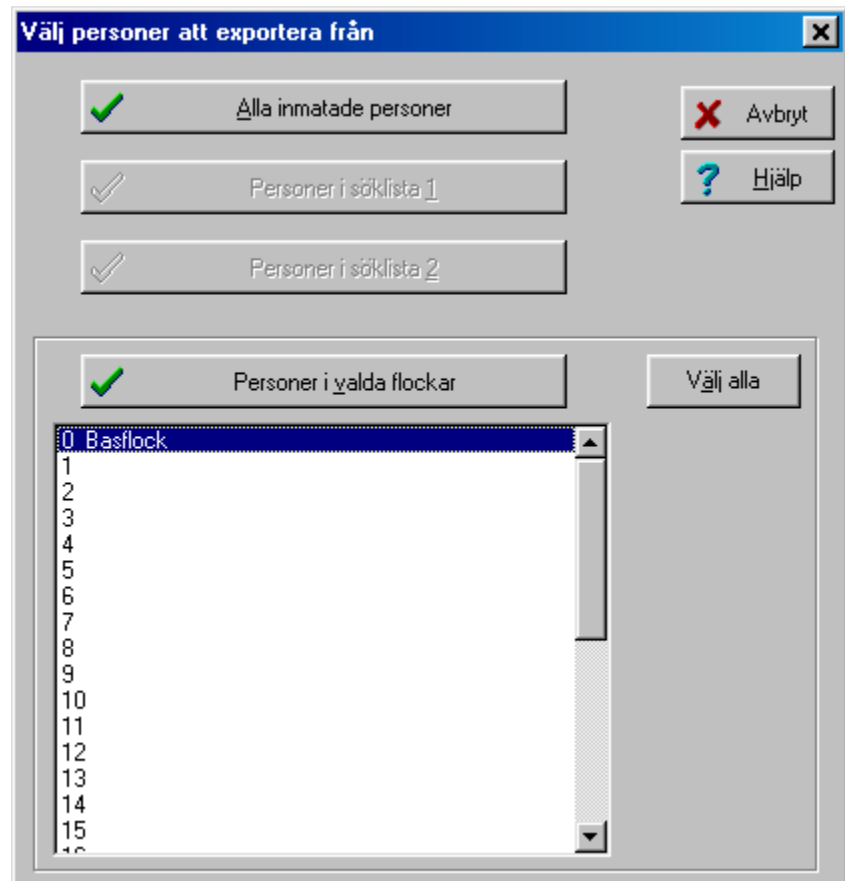 Välj personer att exportera från
Alla inmatade personer
Avbryt
Personer i söklista 1
Hjälp
Personer i söklista 2
Personer i valda flockar
Välj alla
0 Basflock
1
2
3
4
5
6
7
8
9
10
11
12
13
14
15